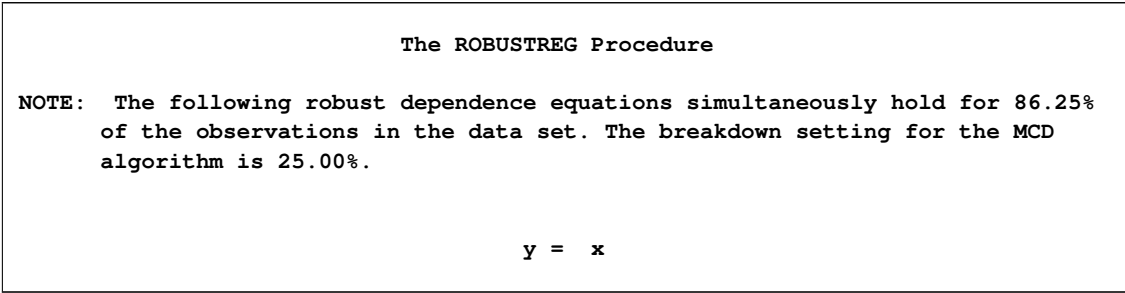 The ROBUSTREG Procedure
NOTE: The following robust dependence equations simultaneously hold for 86.25%
of the observations in the data set. The breakdown setting for the MCD
algorithm is 25.00%.
y = x